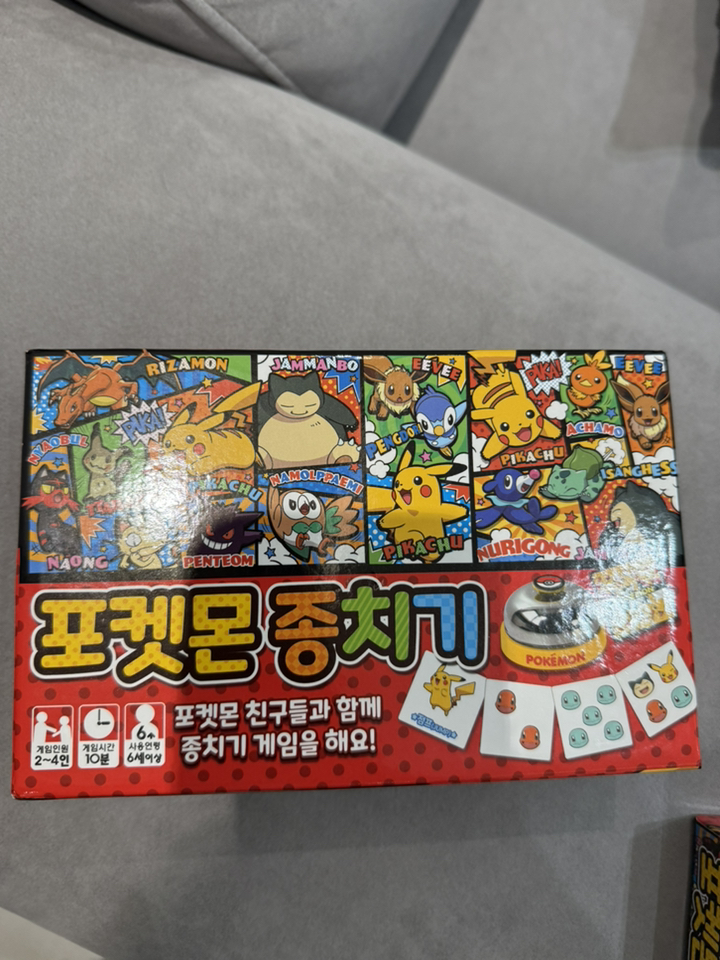 RIZAMON
JAMMANBO
EEVEE
PIKA!
EEVEE
NYAOBUL
PIKA!
PENGDORI
ACHAMO
PIKACHU
PIKACHU
NAMOLPPAEMI
ISANGHESSI
NAONG
PENTEOM
PIKACHU
NURIGONG
포켓몬 종치기
POKÉMON
포켓몬 친구들과 함께
종치기 게임을 해요!
게임인원
2~4인
게임시간
10분
6+
사용연령
6세이상